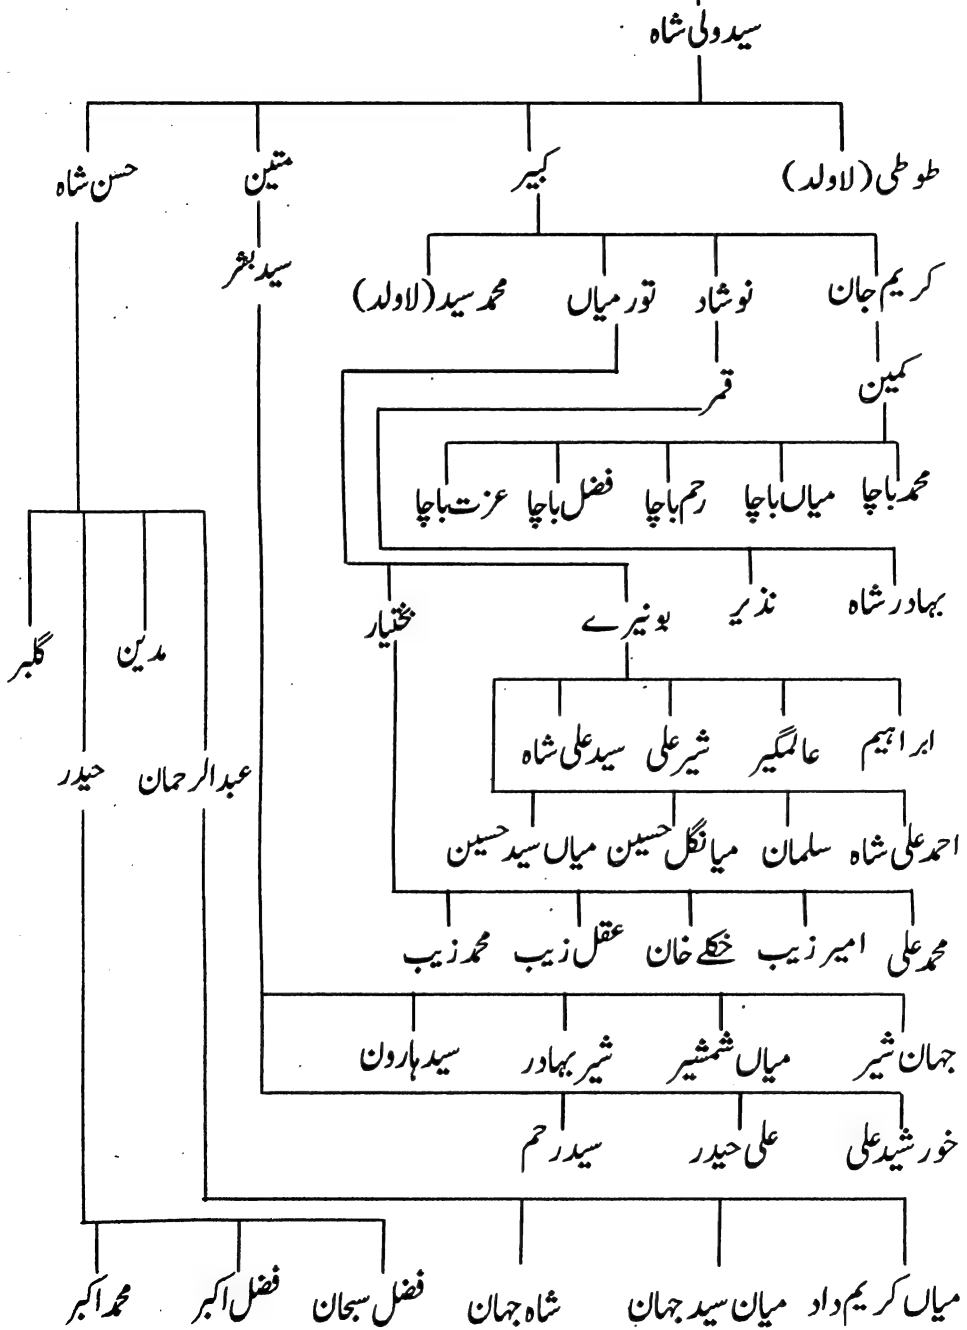 سید ولی شاہ
طوطی (لاولد) کبیر متین حسن شاہ
سید بشر
کریم جان نوشاد تور میاں محمد سید (لاولد)
کمین
قمر
محمد باچا میاں باچا رحم باچا فضل باچا عزت باچا
بہادر شاہ نذیر بونیرے بختیار
مدین گلبر
ابراہیم عالمگیر شیر علی سید علی شاہ
عبدالرحمان حیدر
احمد علی شاہ سلمان میانگل حسین میاں سید حسین
محمد علی امیر زیب خکلے خان عقل زیب محمد زیب
جہان شیر میاں شمشیر شیر بہادر سید ہارون
خورشید علی علی حیدر سید رحم
میاں کریم داد میان سید جہان شاہ جہان فضل سبحان فضل اکبر محمد اکبر